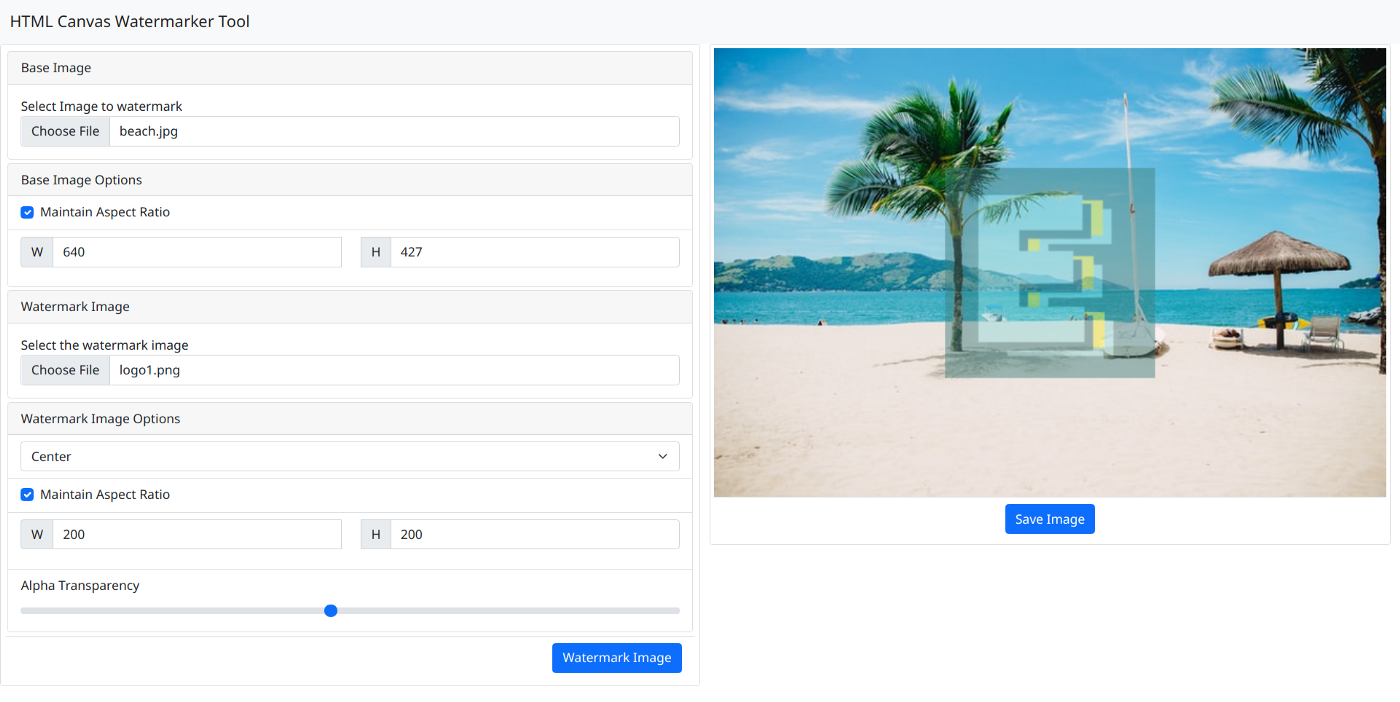 HTML Canvas Watermarker Tool
Base Image
Select Image to watermark
Choose File beach.jpg
Base Image Options
Maintain Aspect Ratio
W 640 H 427
Watermark Image
Select the watermark image
Choose File logo1.png
Watermark Image Options
Center
Maintain Aspect Ratio
W 200 H 200
Alpha Transparency
Watermark Image
Save Image